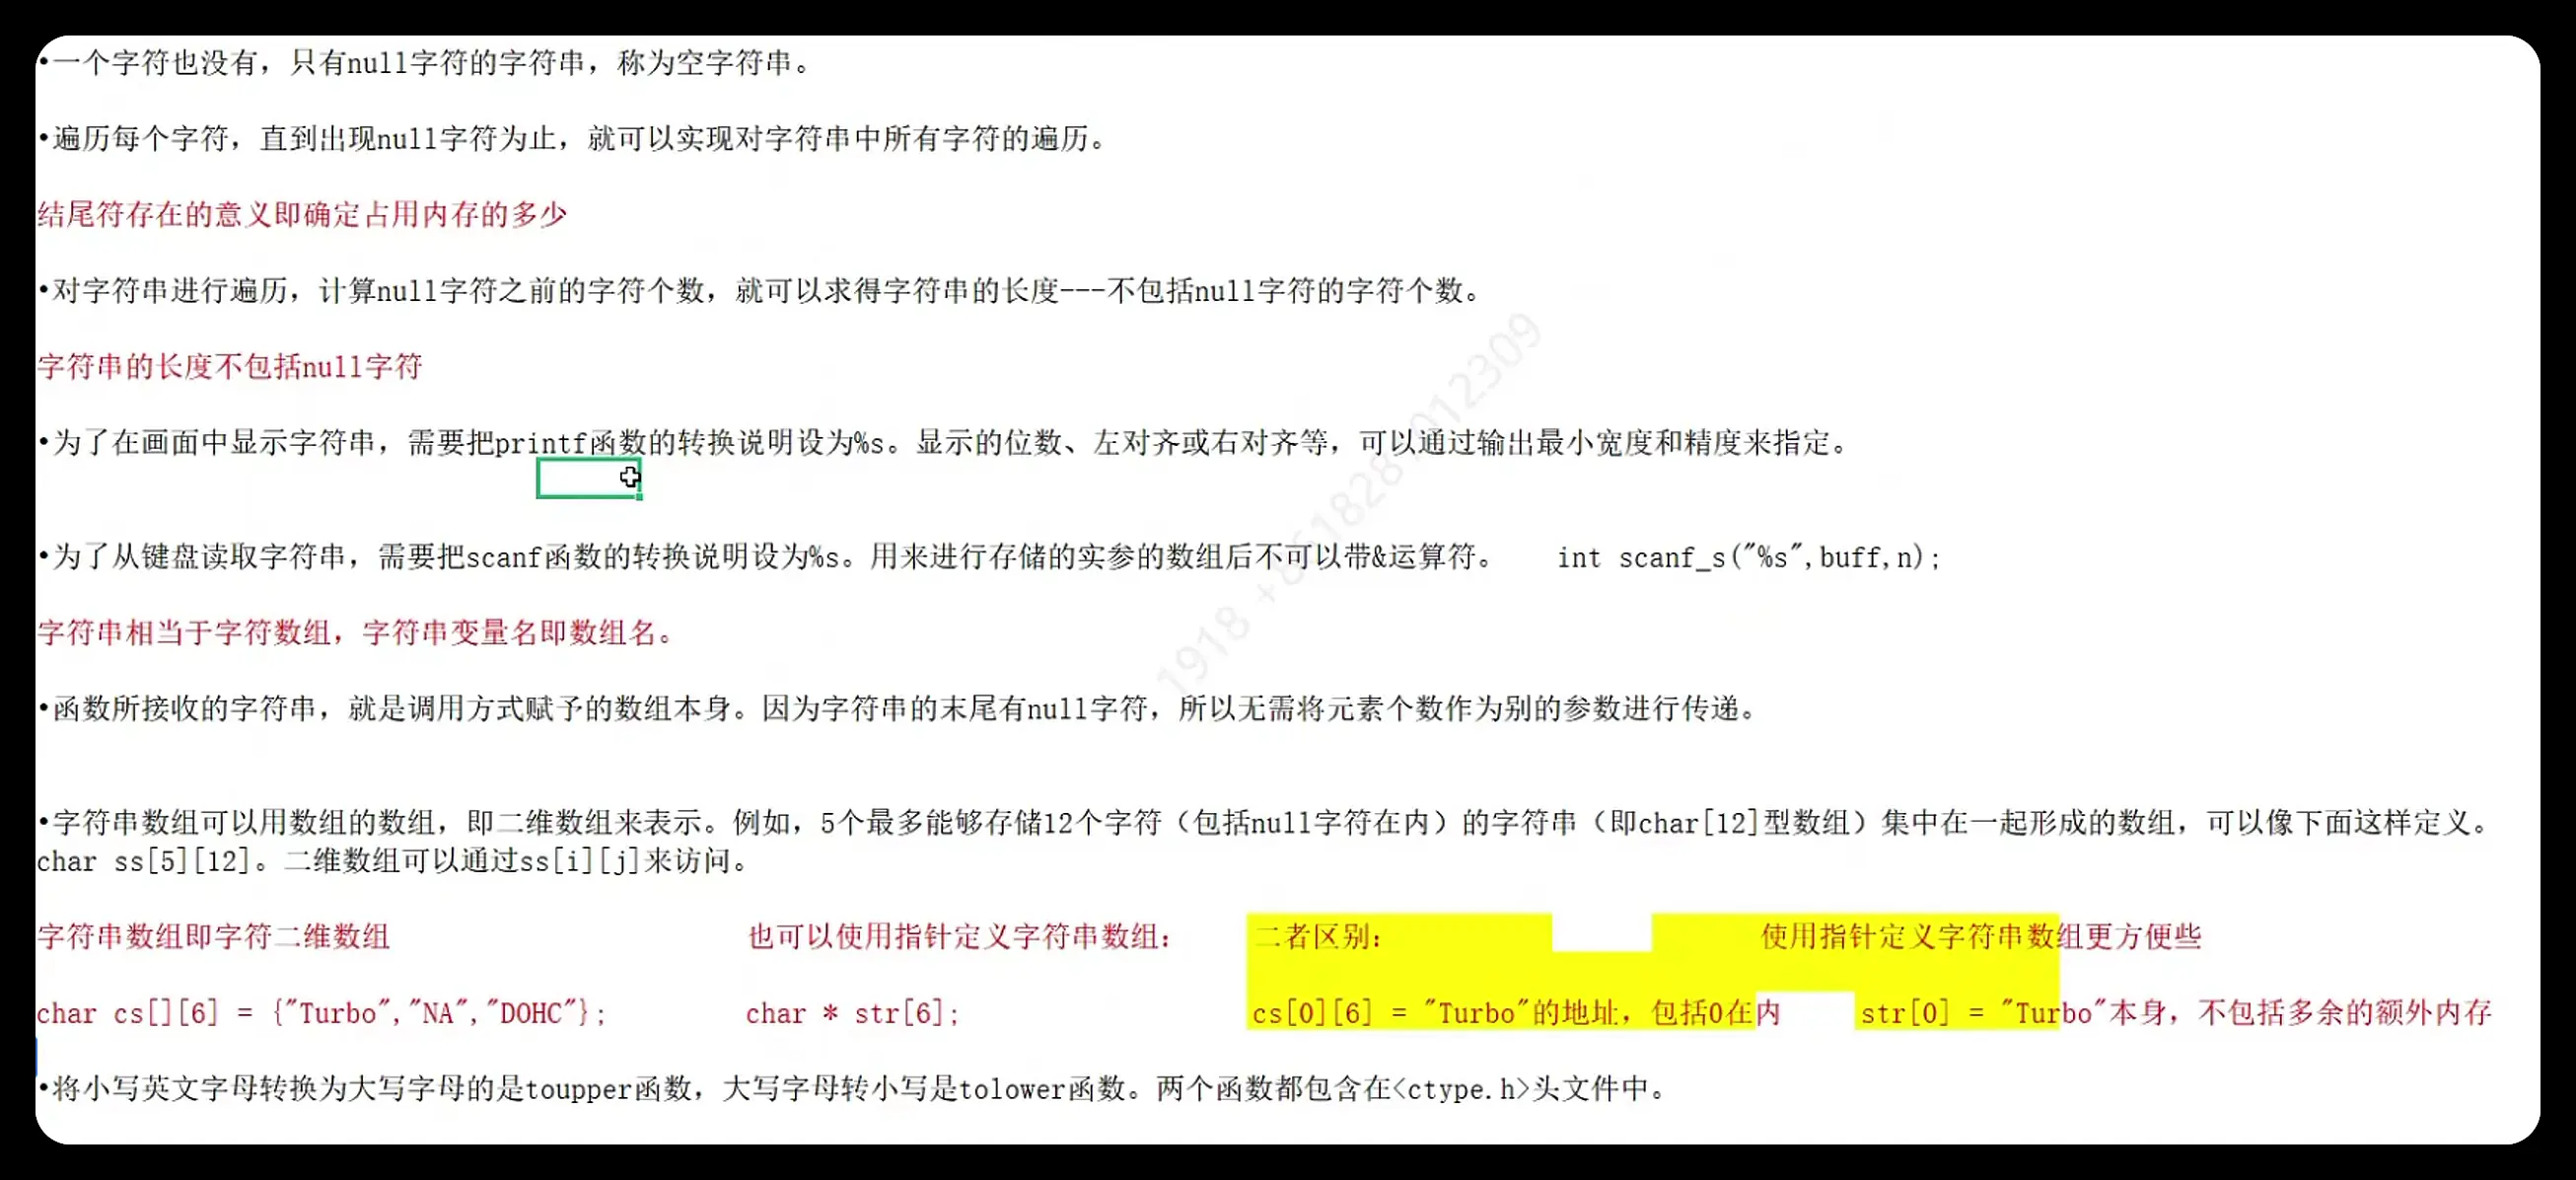 •一个字符也没有，只有null字符的字符串，称为空字符串。
•遍历每个字符，直到出现null字符为止，就可以实现对字符串中所有字符的遍历。
结尾符存在的意义即确定占用内存的多少
•对字符串进行遍历，计算null字符之前的字符个数，就可以求得字符串的长度---不包括null字符的字符个数。
字符串的长度不包括null字符
•为了在画面中显示字符串，需要把printf函数的转换说明设为%s。显示的位数、左对齐或右对齐等，可以通过输出最小宽度和精度来指定。
•为了从键盘读取字符串，需要把scanf函数的转换说明设为%s。用来进行存储的实参的数组后不可以带&运算符。 int scanf_s("%s",buff,n);
字符串相当于字符数组，字符串变量名即数组名。
•函数所接收的字符串，就是调用方式赋予的数组本身。因为字符串的末尾有null字符，所以无需将元素个数作为别的参数进行传递。
•字符串数组可以用数组的数组，即二维数组来表示。例如，5个最多能够存储12个字符（包括null字符在内）的字符串（即char[12]型数组）集中在一起形成的数组，可以像下面这样定义。
char ss[5][12]。二维数组可以通过ss[i][j]来访问。
字符串数组即字符二维数组 也可以使用指针定义字符串数组： 二者区别： 使用指针定义字符串数组更方便些
char cs[][6] = {"Turbo","NA","DOHC"}; char * str[6]; cs[0][6] = "Turbo"的地址，包括0在内 str[0] = "Turbo"本身，不包括多余的额外内存
•将小写英文字母转换为大写字母的是toupper函数，大写字母转小写是tolower函数。两个函数都包含在<ctype.h>头文件中。